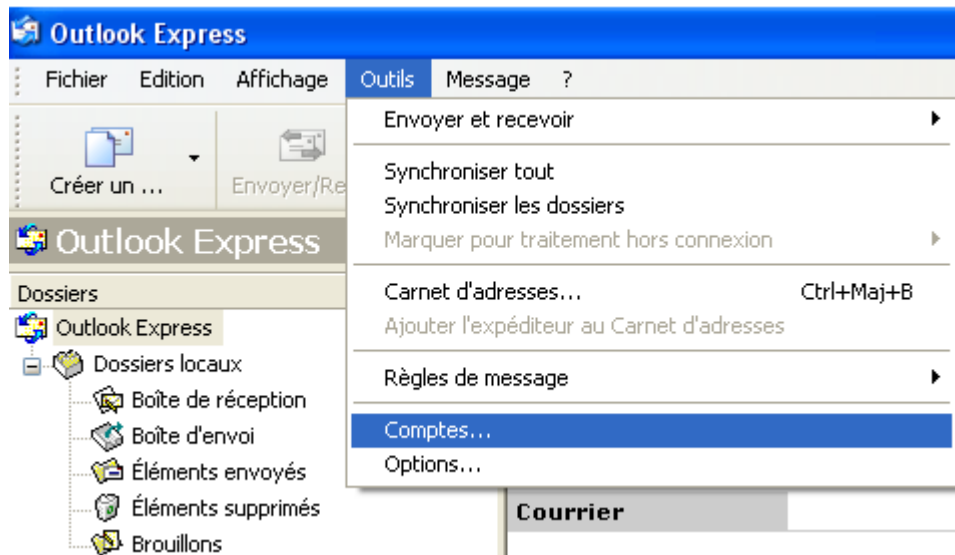 Outlook Express
Fichier Edition Affichage Outils Message ?
Créer un ... Envoyer/Re
Outlook Express
Dossiers
Outlook Express
Dossiers locaux
Boîte de réception
Boîte d'envoi
Éléments envoyés
Éléments supprimés
Brouillons
Envoyer et recevoir
Synchroniser tout
Synchroniser les dossiers
Marquer pour traitement hors connexion
Carnet d'adresses... Ctrl+Maj+B
Ajouter l'expéditeur au Carnet d'adresses
Règles de message
Comptes...
Options...
Courrier